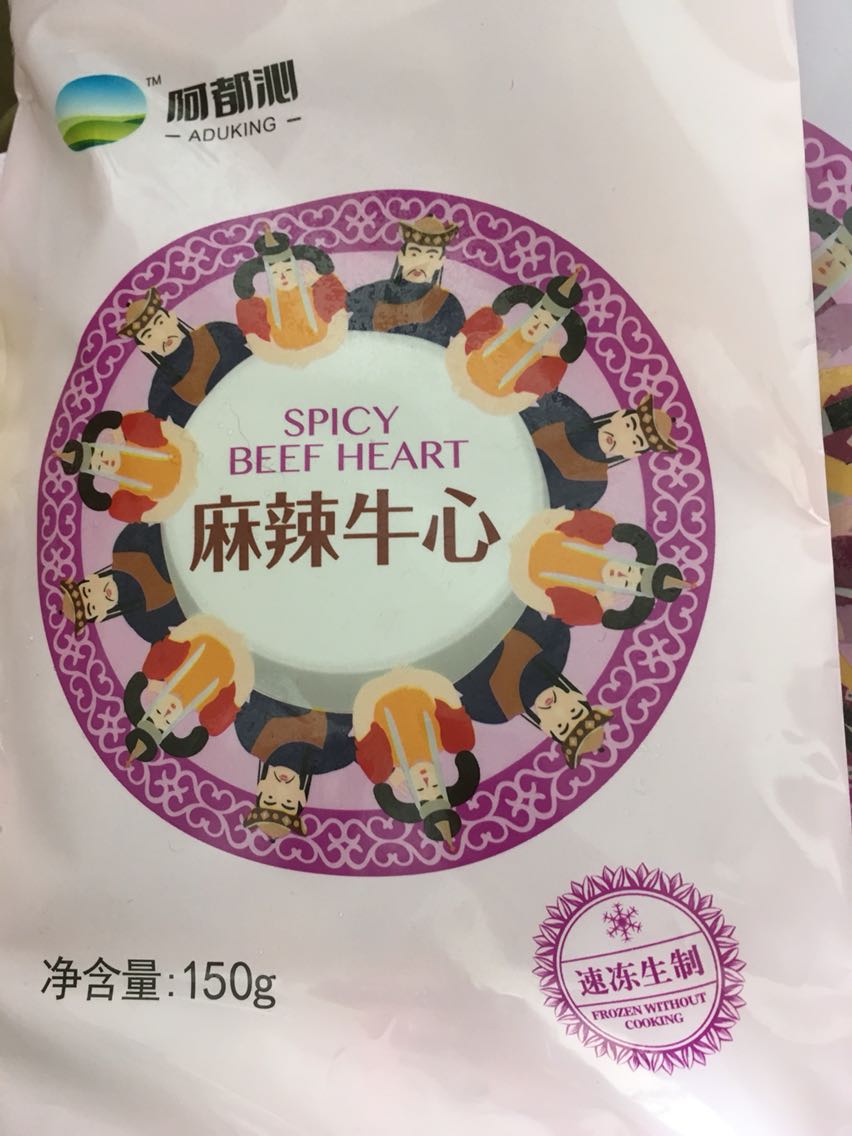 TM
阿都沁
ADUKING
SPICY
BEEF HEART
麻辣牛心
净含量:150g
速冻生制
FROZEN WITHOUT
COOKING